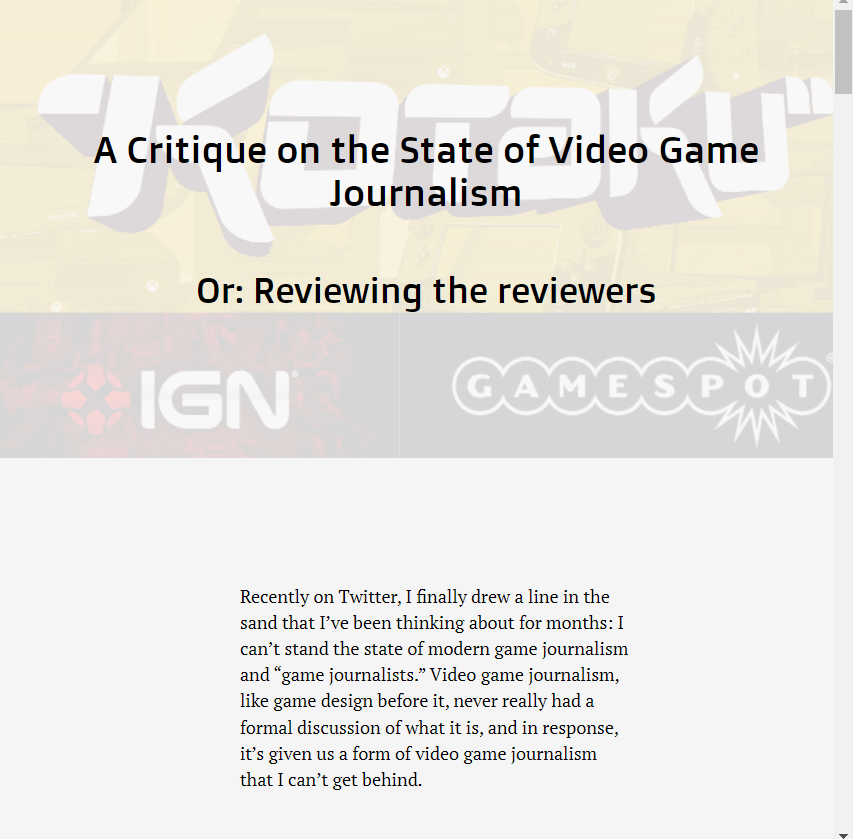 KOTAKU
A Critique on the State of Video Game
Journalism
Or: Reviewing the reviewers
IGN
GAMESPOT
Recently on Twitter, I finally drew a line in the
sand that I’ve been thinking about for months: I
can’t stand the state of modern game journalism
and “game journalists.” Video game journalism,
like game design before it, never really had a
formal discussion of what it is, and in response,
it’s given us a form of video game journalism
that I can’t get behind.